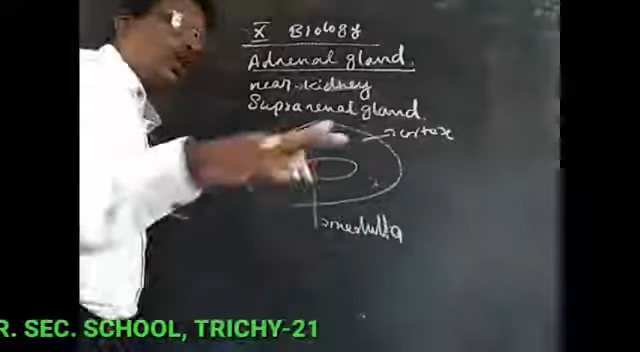 X Biology
Adrenal gland.
near kidney
Suprarenal gland.
cortex
medulla
R. SEC. SCHOOL, TRICHY-21